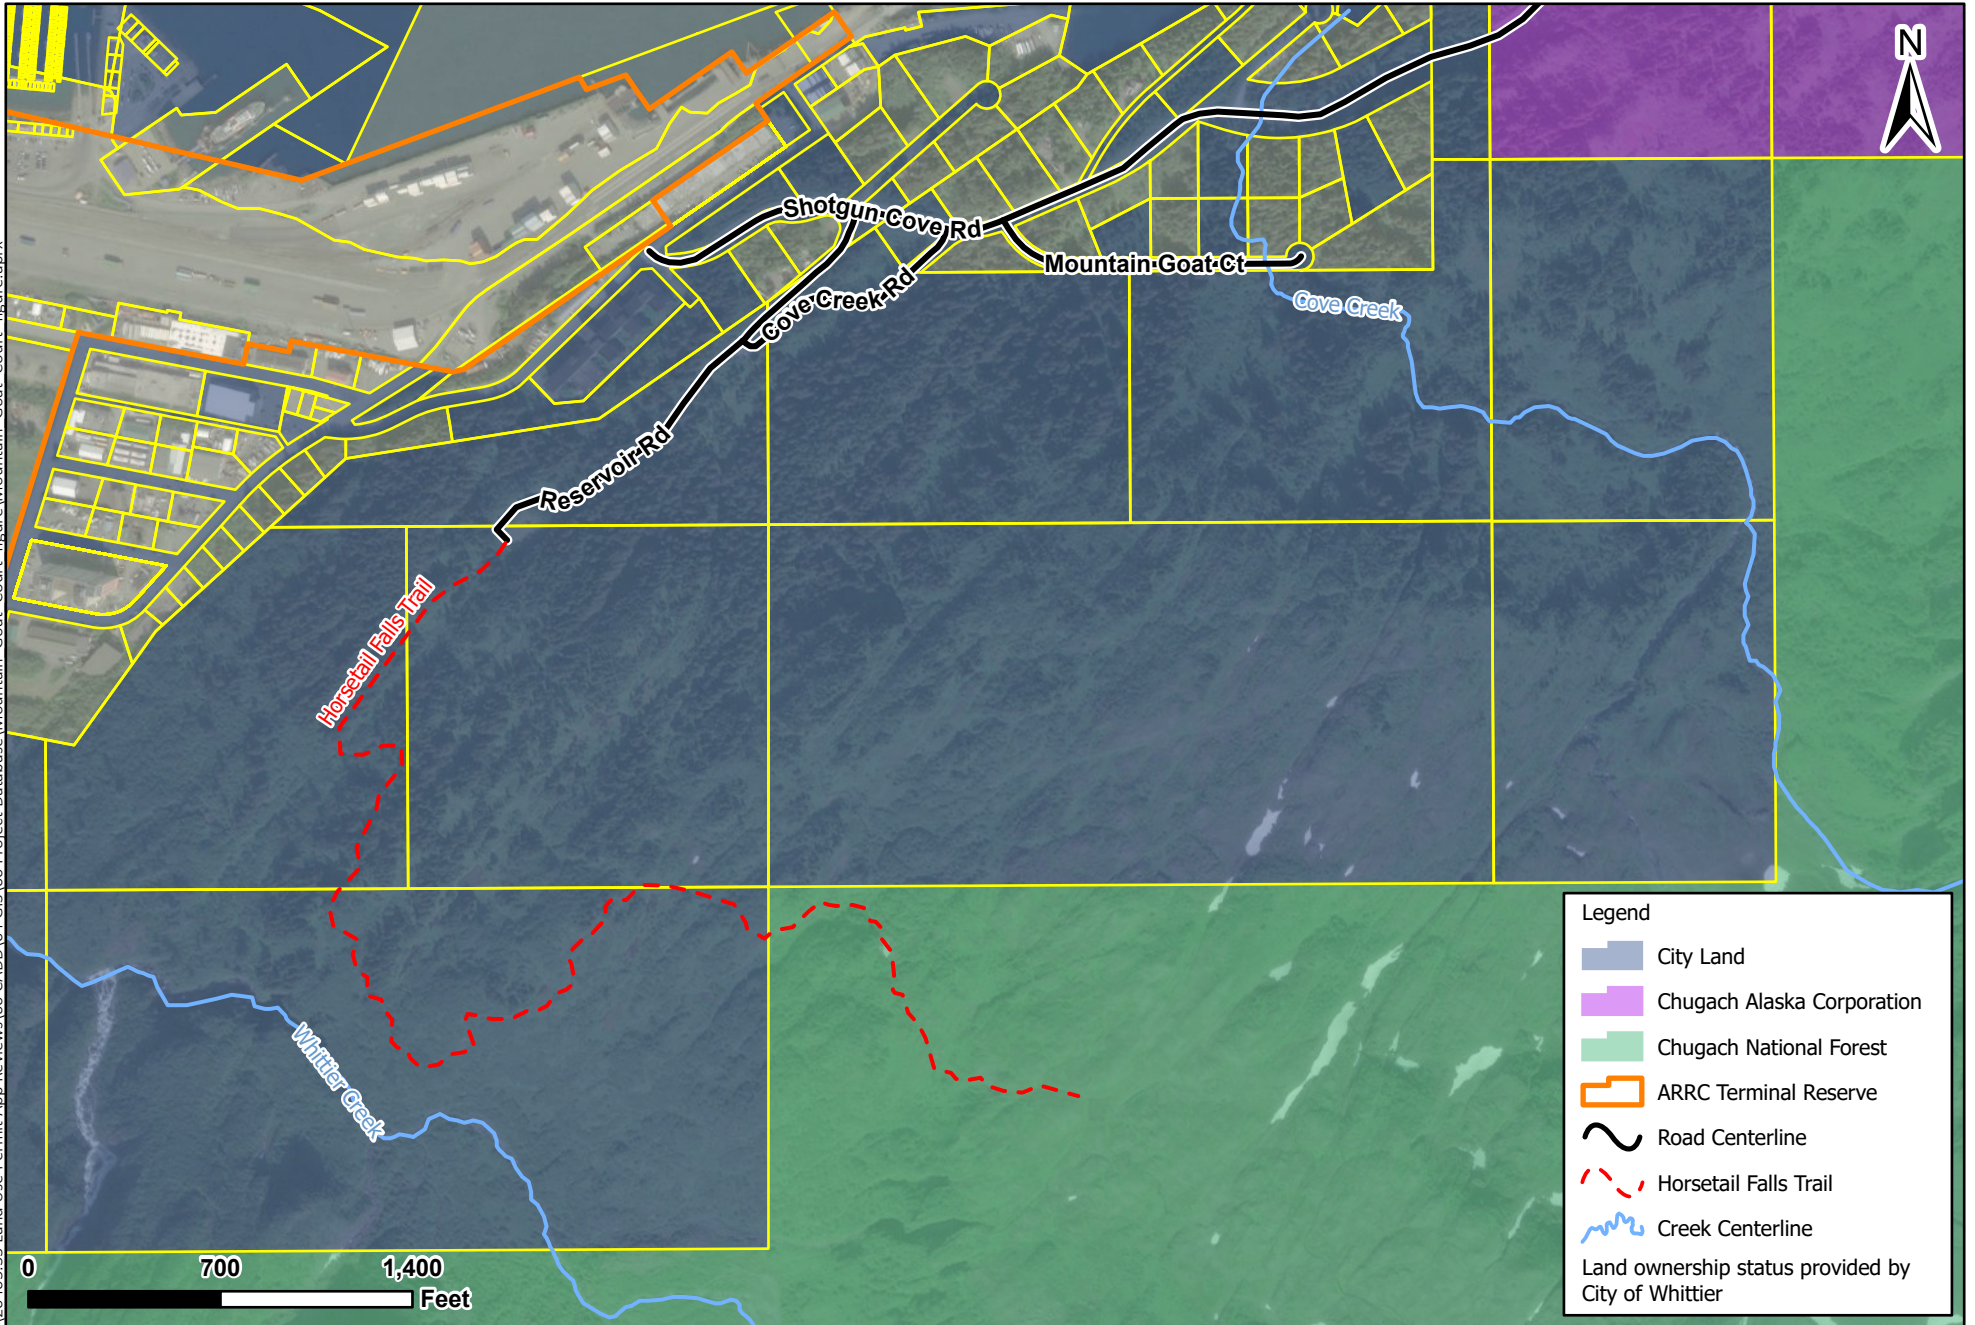 N
Shotgun Cove Rd
Mountain Goat Ct
Cove Creek Rd
Cove Creek
Reservoir Rd
Horsetail Falls Trail
Whittier Creek
0 700 1,400
Feet
Legend
City Land
Chugach Alaska Corporation
Chugach National Forest
ARRC Terminal Reserve
Road Centerline
Horsetail Falls Trail
Creek Centerline
Land ownership status provided by
City of Whittier